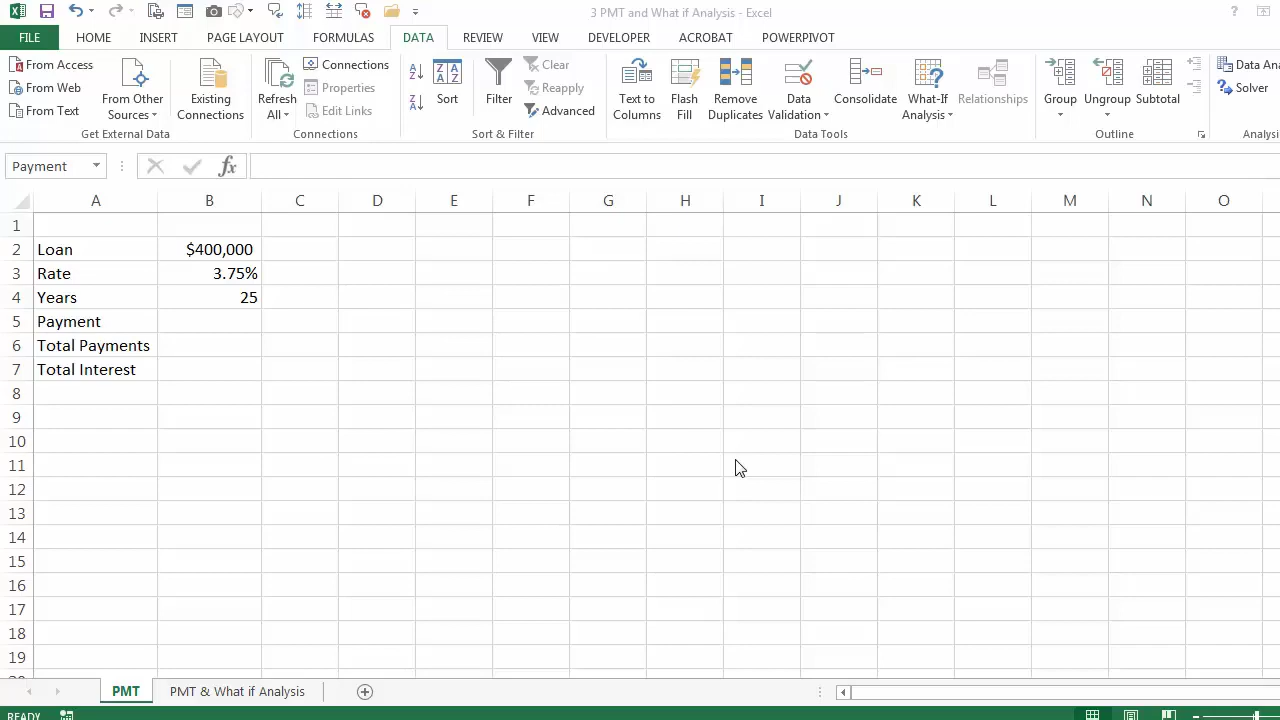 3 PMT and What if Analysis - Excel
?
FILE HOME INSERT PAGE LAYOUT FORMULAS DATA REVIEW VIEW DEVELOPER ACROBAT POWERPIVOT
From Access
From Web
From Text
From Other Sources
Get External Data
Existing Connections
Refresh All
Connections
Properties
Edit Links
Connections
Sort
Filter
Clear
Reapply
Advanced
Sort & Filter
Text to Columns
Flash Fill
Remove Duplicates
Data Validation
Consolidate
What-If Analysis
Relationships
Data Tools
Group
Ungroup
Subtotal
Outline
Data Ana
Solver
Analysi
Payment
fx
A B C D E F G H I J K L M N O
1
2 Loan $400,000
3 Rate 3.75%
4 Years 25
5 Payment
6 Total Payments
7 Total Interest
8
9
10
11
12
13
14
15
16
17
18
19
PMT PMT & What if Analysis
READY